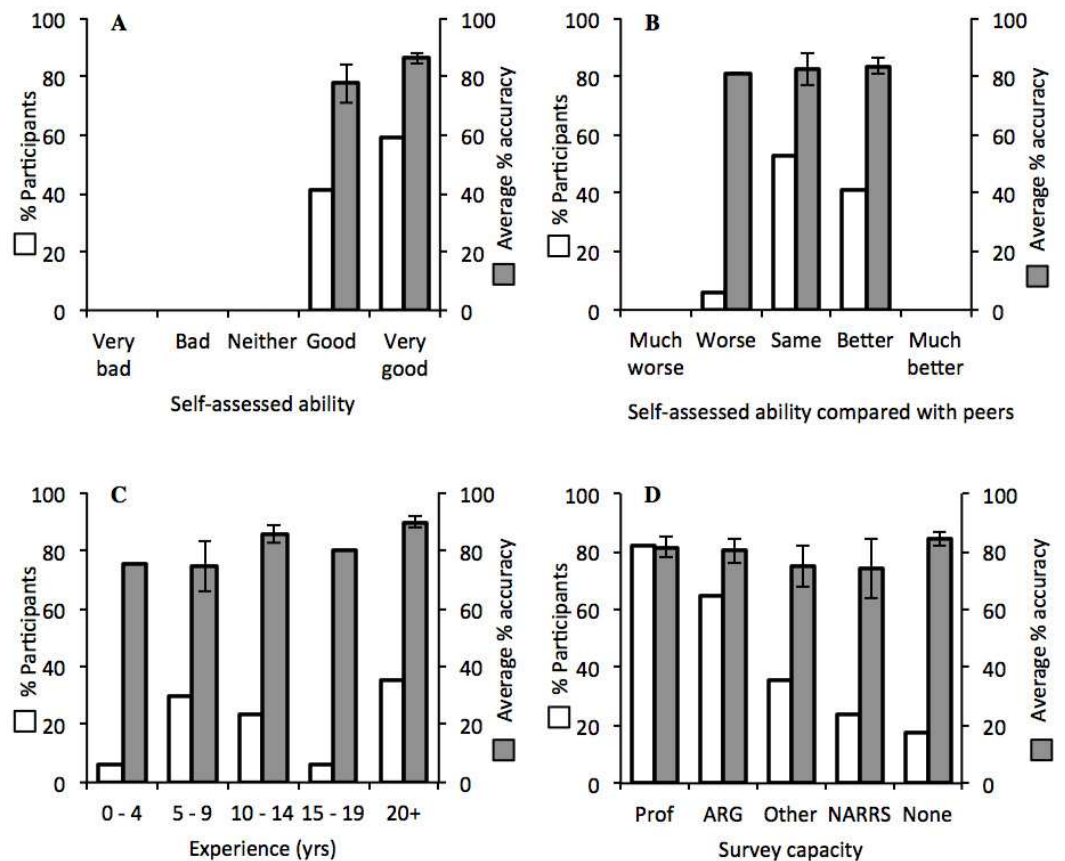 A
100
80
60
40
20
0
% Participants
100
80
60
40
20
0
Average % accuracy
Very bad
Bad
Neither
Good
Very good
Self-assessed ability
B
100
80
60
40
20
0
% Participants
100
80
60
40
20
0
Average % accuracy
Much worse
Worse
Same
Better
Much better
Self-assessed ability compared with peers
C
100
80
60
40
20
0
% Participants
100
80
60
40
20
0
Average % accuracy
0 - 4
5 - 9
10 - 14
15 - 19
20+
Experience (yrs)
D
100
80
60
40
20
0
% Participants
100
80
60
40
20
0
Average % accuracy
Prof
ARG
Other
NARRS
None
Survey capacity